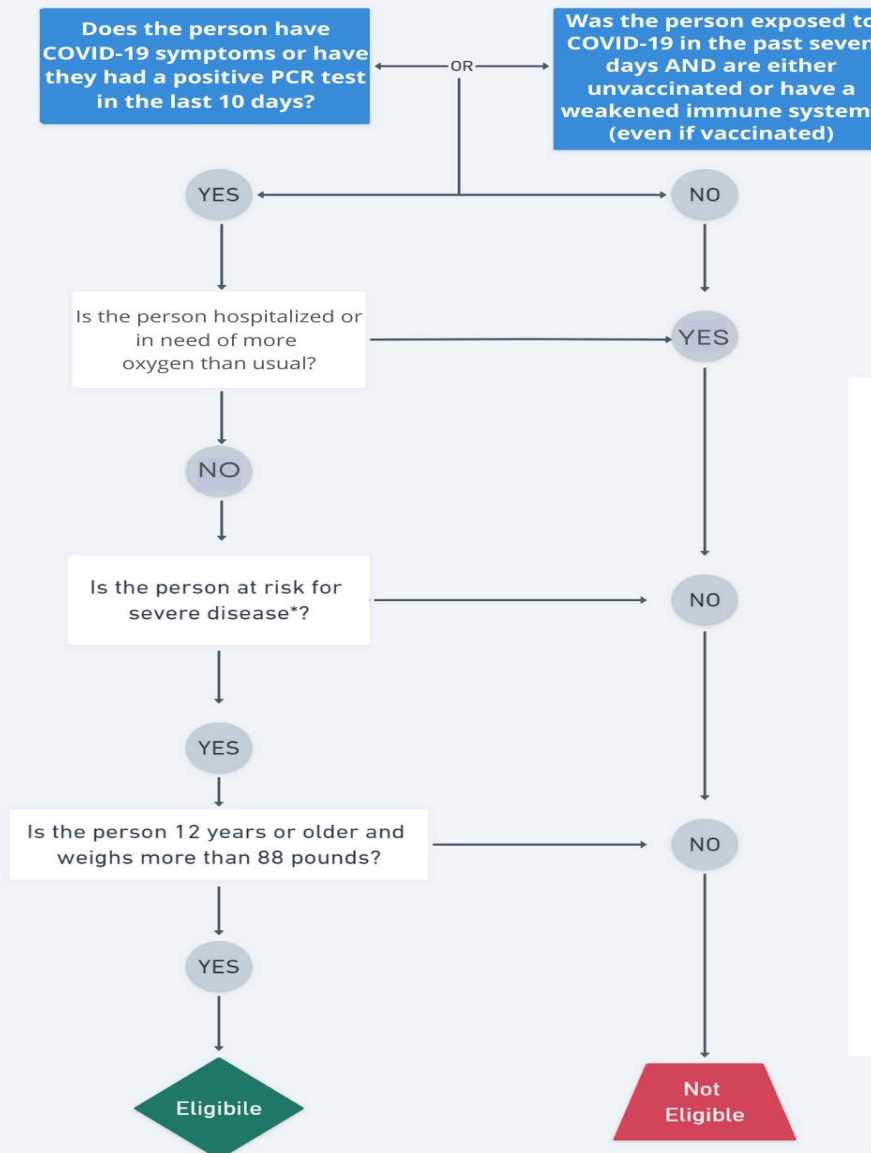 Does the person have
COVID-19 symptoms or have
they had a positive PCR test
in the last 10 days?
OR
Was the person exposed to
COVID-19 in the past seven
days AND are either
unvaccinated or have a
weakened immune system
(even if vaccinated)
YES
NO
Is the person hospitalized or
in need of more
oxygen than usual?
YES
NO
Is the person at risk for
severe disease*?
NO
YES
Is the person 12 years or older and
weighs more than 88 pounds?
NO
YES
Eligibile
Not
Eligible